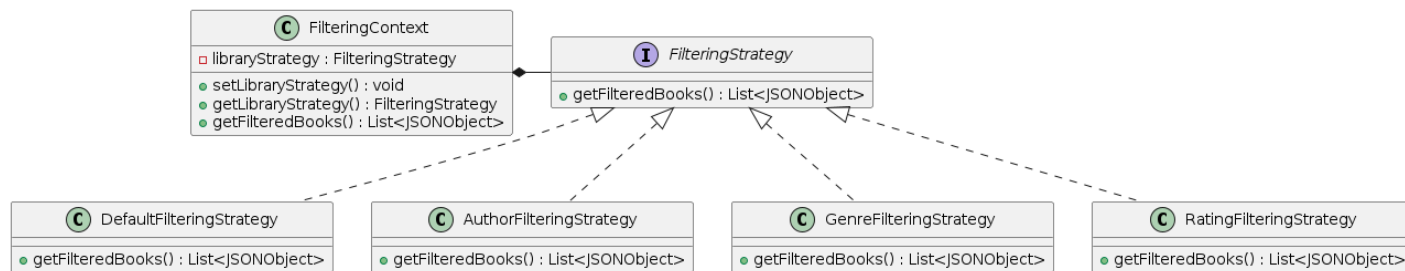 C FilteringContext
libraryStrategy : FilteringStrategy
setLibraryStrategy() : void
getLibraryStrategy() : FilteringStrategy
getFilteredBooks() : List<JSONObject>
I FilteringStrategy
getFilteredBooks() : List<JSONObject>
C DefaultFilteringStrategy
getFilteredBooks() : List<JSONObject>
C AuthorFilteringStrategy
getFilteredBooks() : List<JSONObject>
C GenreFilteringStrategy
getFilteredBooks() : List<JSONObject>
C RatingFilteringStrategy
getFilteredBooks() : List<JSONObject>